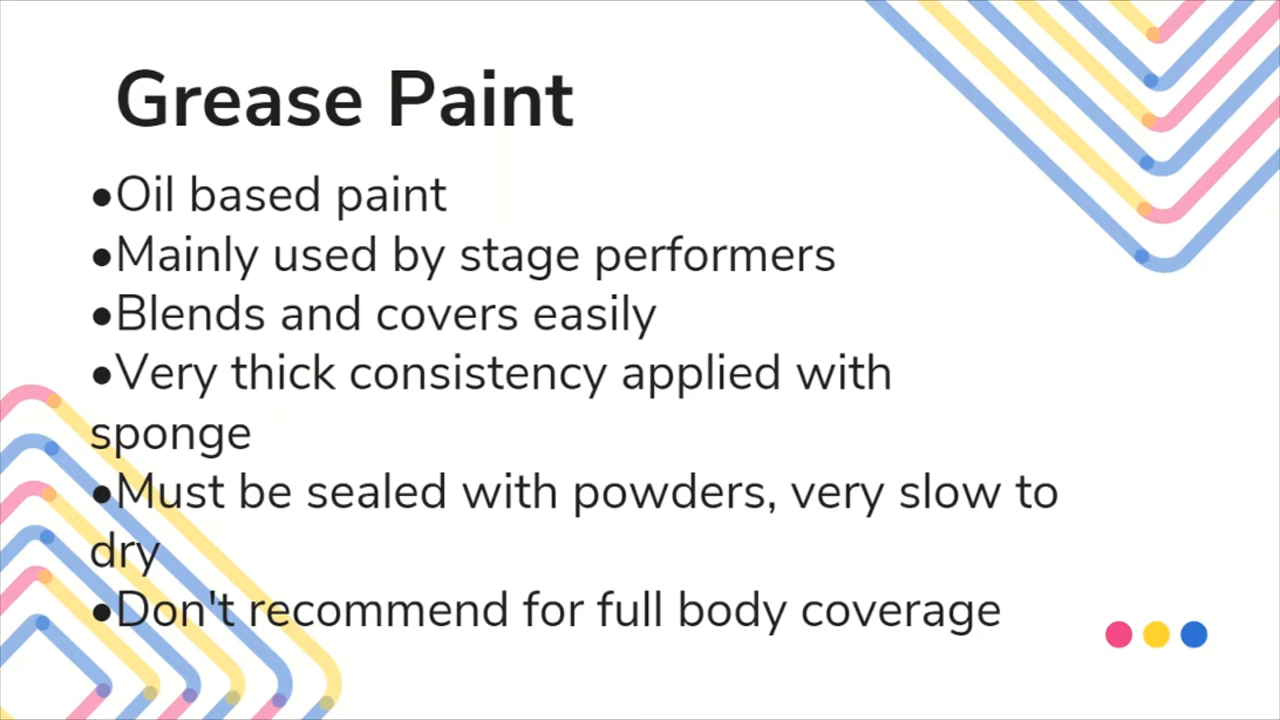 Grease Paint
•Oil based paint
•Mainly used by stage performers
•Blends and covers easily
•Very thick consistency applied with
sponge
•Must be sealed with powders, very slow to
dry
•Don't recommend for full body coverage